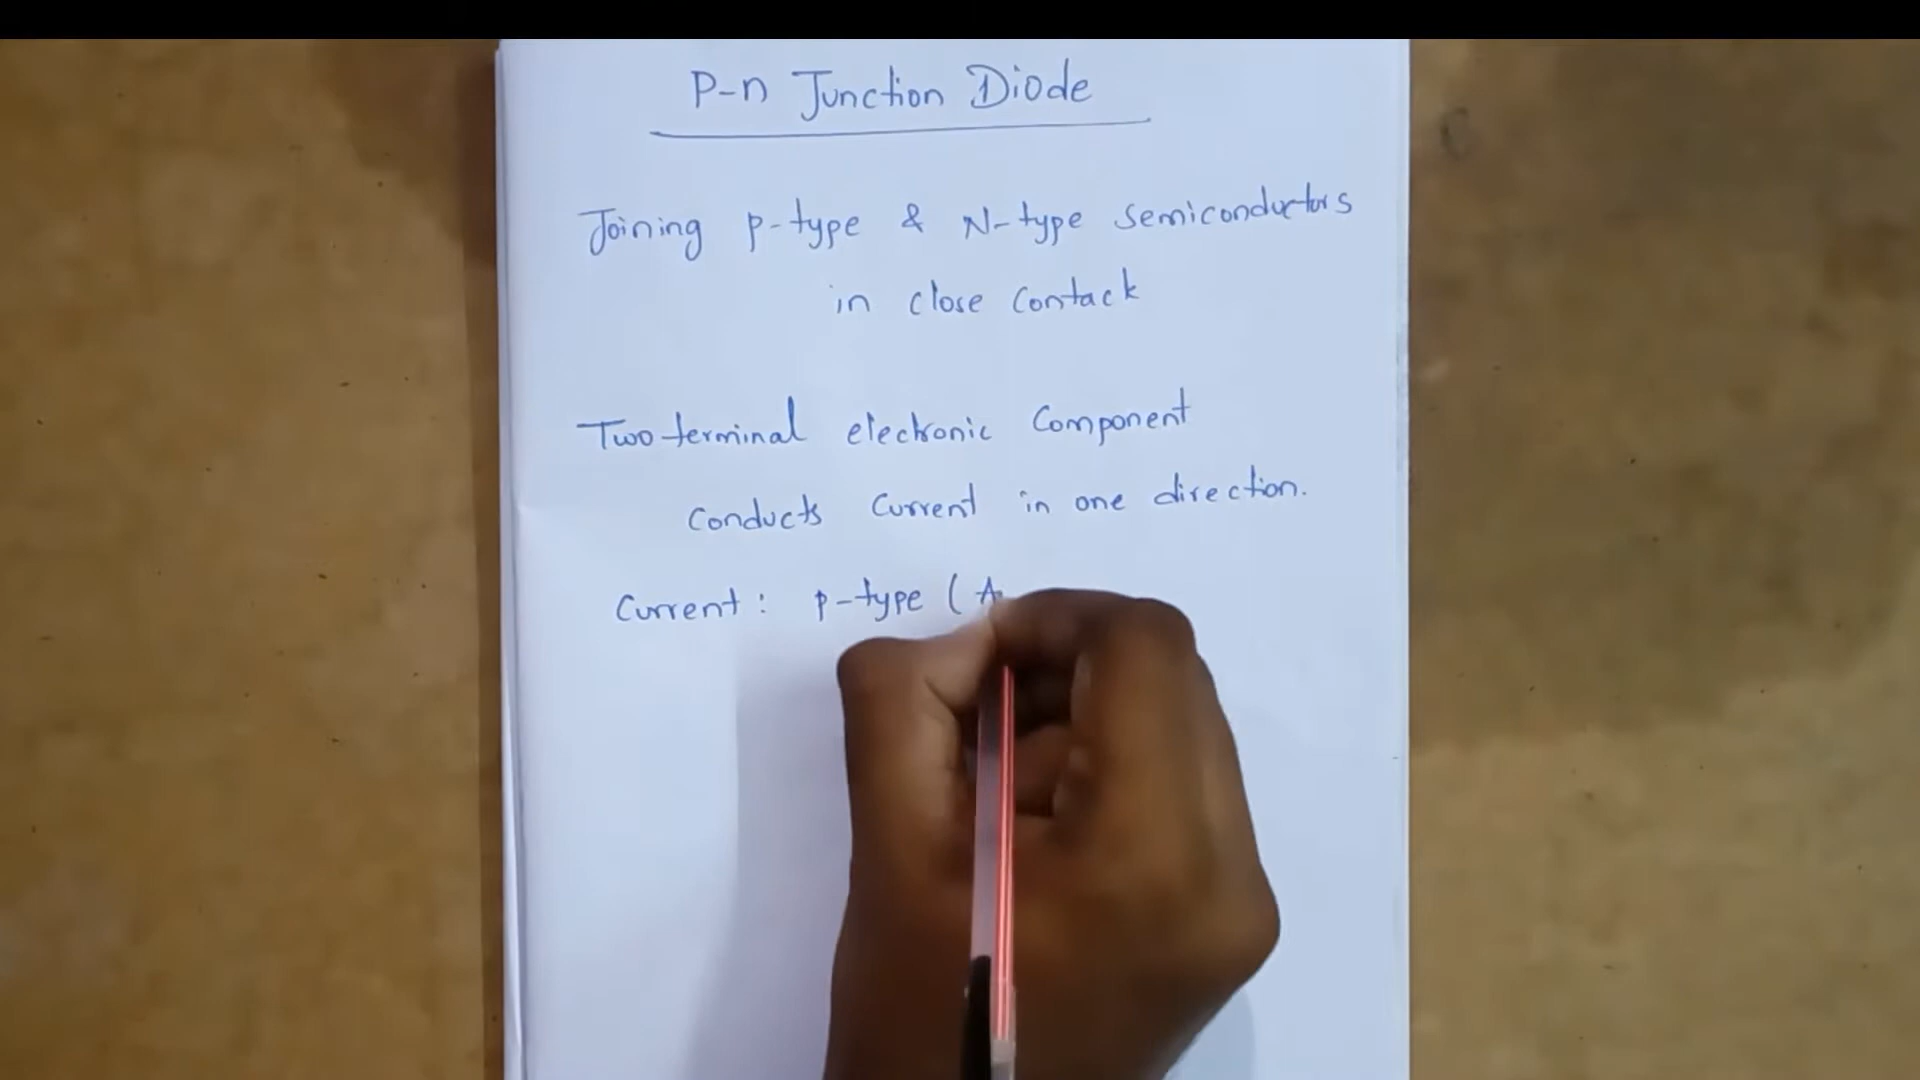 P-n Junction Diode
Joining p-type & N-type semiconductors
in close contack
Two terminal electronic component
conducts current in one direction.
Current : p-type ( A